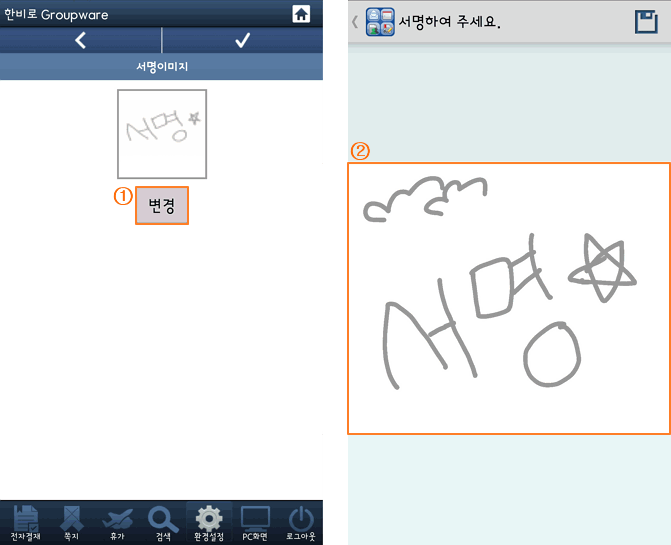 한비로 Groupware
서명이미지
서명
① 변경
전자결재 쪽지 휴가 검색 환경설정 PC화면 로그아웃
서명하여 주세요.
②
서명